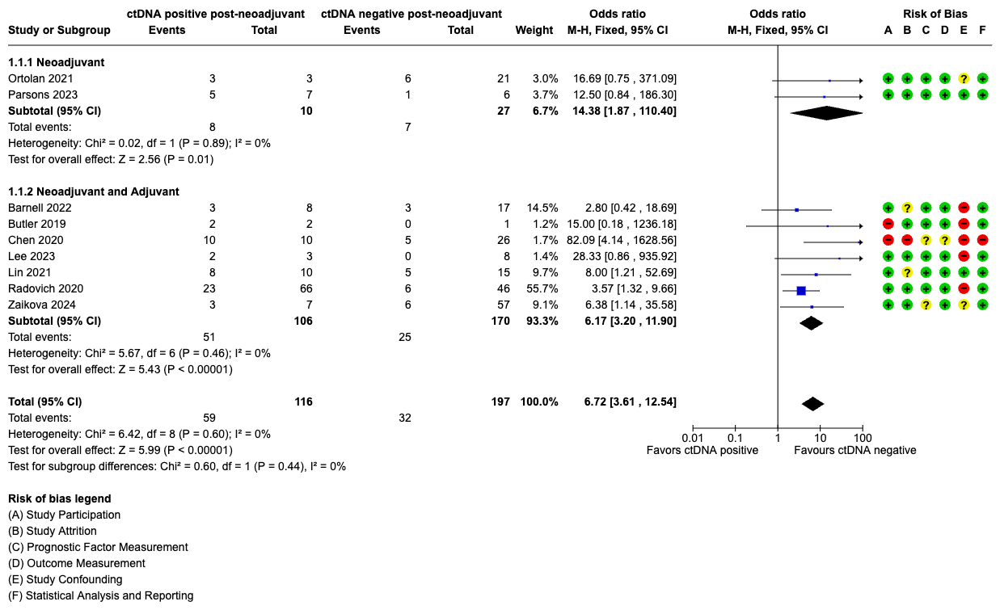 ctDNA positive post-neoadjuvant ctDNA negative post-neoadjuvant Odds ratio Odds ratio Risk of Bias
Study or Subgroup Events Total Events Total Weight M-H, Fixed, 95% CI M-H, Fixed, 95% CI A B C D E F
1.1.1 Neoadjuvant
Ortolan 2021 3 3 6 21 3.0% 16.69 [0.75 , 371.09] + + + + ? +
Parsons 2023 5 7 1 6 3.7% 12.50 [0.84 , 186.30] + + + + + +
Subtotal (95% CI) 10 27 6.7% 14.38 [1.87 , 110.40]
Total events: 8 7
Heterogeneity: Chi² = 0.02, df = 1 (P = 0.89); I² = 0%
Test for overall effect: Z = 2.56 (P = 0.01)
1.1.2 Neoadjuvant and Adjuvant
Barnell 2022 3 8 3 17 14.5% 2.80 [0.42 , 18.69] + ? + + − +
Butler 2019 2 2 0 1 1.2% 15.00 [0.18 , 1236.18] − + + + − +
Chen 2020 10 10 5 26 1.7% 82.09 [4.14 , 1628.56] − − ? ? − −
Lee 2023 2 3 0 8 1.4% 28.33 [0.86 , 935.92] + + + + − +
Lin 2021 8 10 5 15 9.7% 8.00 [1.21 , 52.69] + ? + + + +
Radovich 2020 23 66 6 46 55.7% 3.57 [1.32 , 9.66] + + + + − +
Zaikova 2024 3 7 6 57 9.1% 6.38 [1.14 , 35.58] + + ? + ? +
Subtotal (95% CI) 106 170 93.3% 6.17 [3.20 , 11.90]
Total events: 51 25
Heterogeneity: Chi² = 5.67, df = 6 (P = 0.46); I² = 0%
Test for overall effect: Z = 5.43 (P < 0.00001)
Total (95% CI) 116 197 100.0% 6.72 [3.61 , 12.54]
Total events: 59 32
Heterogeneity: Chi² = 6.42, df = 8 (P = 0.60); I² = 0%
Test for overall effect: Z = 5.99 (P < 0.00001)
Test for subgroup differences: Chi² = 0.60, df = 1 (P = 0.44), I² = 0%
0.01 0.1 1 10 100
Favors ctDNA positive Favours ctDNA negative
Risk of bias legend
(A) Study Participation
(B) Study Attrition
(C) Prognostic Factor Measurement
(D) Outcome Measurement
(E) Study Confounding
(F) Statistical Analysis and Reporting